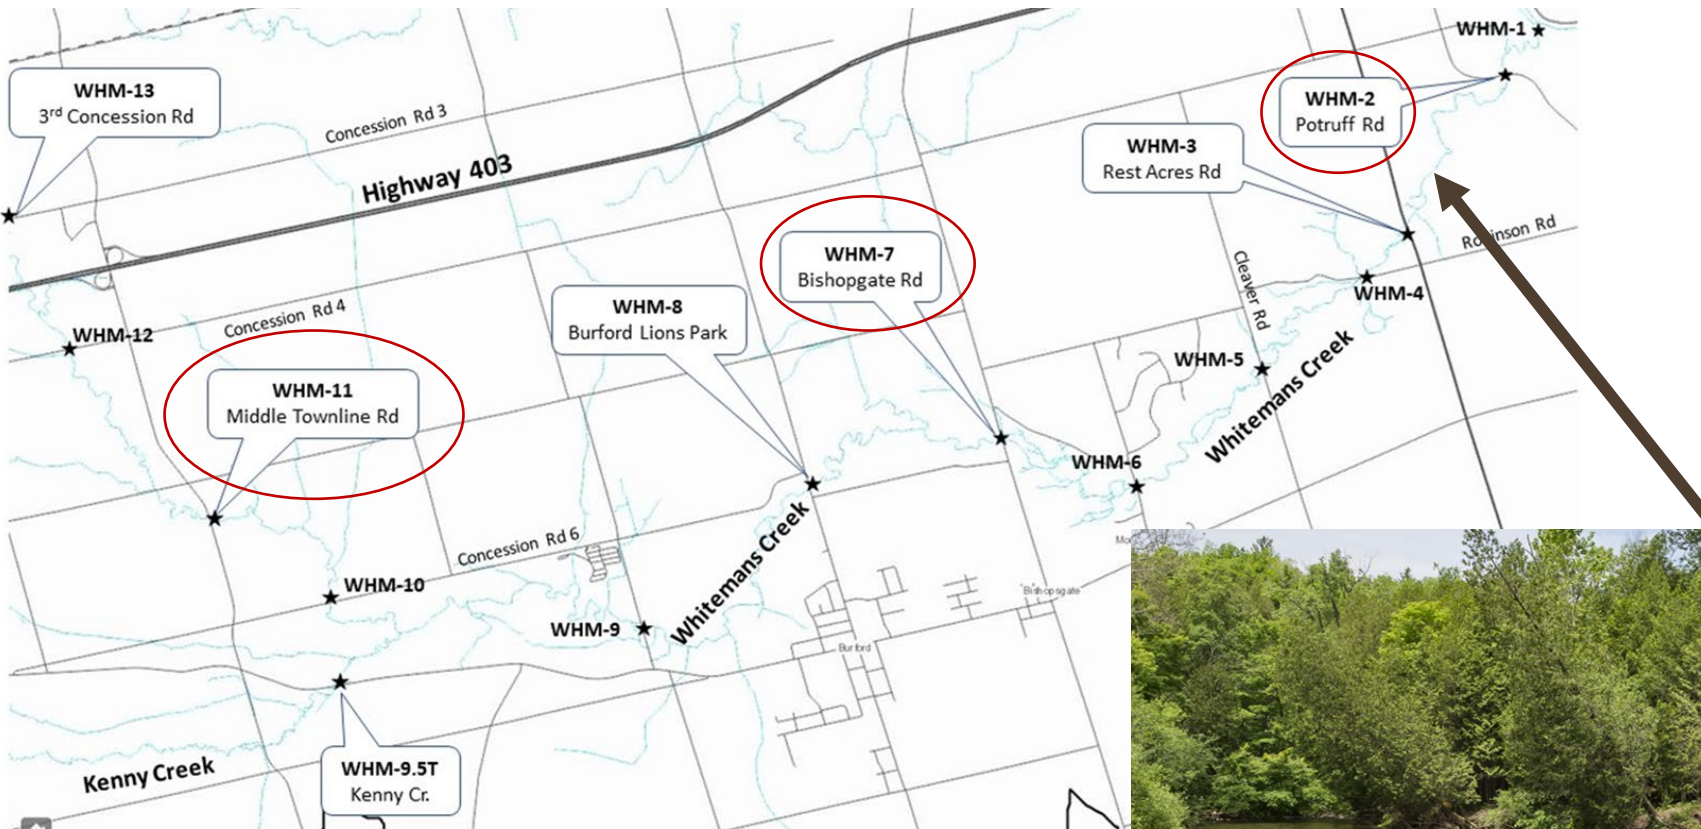 WHM-1
WHM-13
3rd Concession Rd
Concession Rd 3
Highway 403
WHM-2
Potruff Rd
WHM-3
Rest Acres Rd
Robinson Rd
WHM-7
Bishopgate Rd
Cleaver Rd
WHM-4
WHM-8
Burford Lions Park
Concession Rd 4
WHM-12
WHM-5
Whitemans Creek
WHM-11
Middle Townline Rd
WHM-6
Whitemans Creek
Concession Rd 6
WHM-10
Bishopsgate
WHM-9
Burford
WHM-9.5T
Kenny Cr.
Kenny Creek